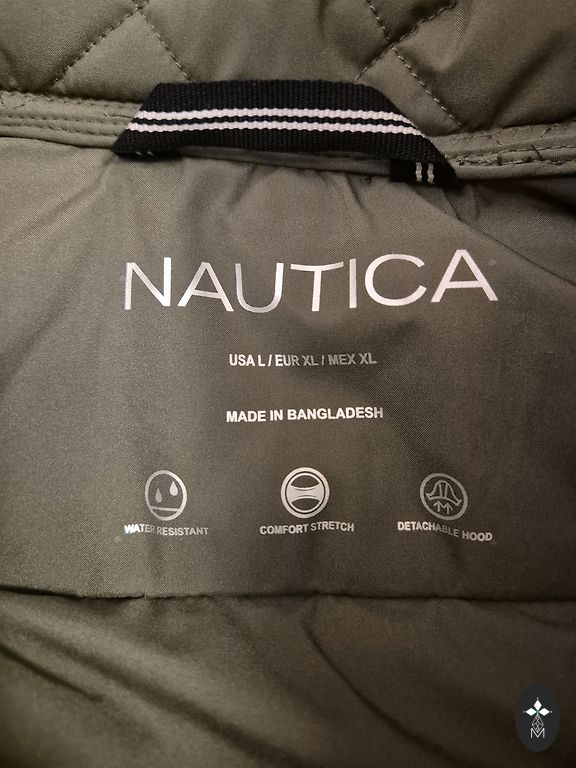 NAUTICA
USA L / EUR XL / MEX XL
MADE IN BANGLADESH
WATER RESISTANT
COMFORT STRETCH
DETACHABLE HOOD
M